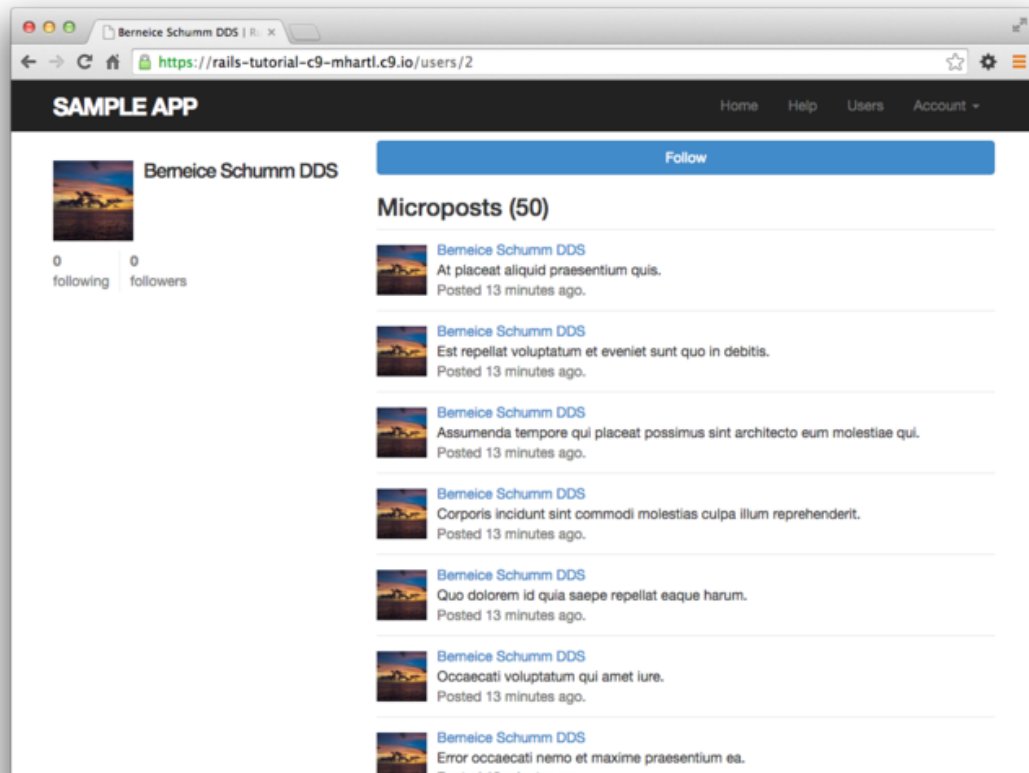 Berneice Schumm DDS | R
https://rails-tutorial-c9-mhartl.c9.io/users/2
SAMPLE APP
Home Help Users Account
Berneice Schumm DDS
0 following
0 followers
Follow
Microposts (50)
Berneice Schumm DDS
At placeat aliquid praesentium quis.
Posted 13 minutes ago.
Berneice Schumm DDS
Est repellat voluptatum et eveniet sunt quo in debitis.
Posted 13 minutes ago.
Berneice Schumm DDS
Assumenda tempore qui placeat possimus sint architecto eum molestiae qui.
Posted 13 minutes ago.
Berneice Schumm DDS
Corporis incidunt sint commodi molestias culpa illum reprehenderit.
Posted 13 minutes ago.
Berneice Schumm DDS
Quo dolorem id quia saepe repellat eaque harum.
Posted 13 minutes ago.
Berneice Schumm DDS
Occaecati voluptatum qui amet iure.
Posted 13 minutes ago.
Berneice Schumm DDS
Error occaecati nemo et maxime praesentium ea.